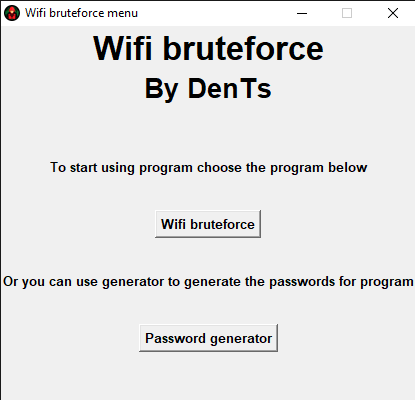 Wifi bruteforce menu
Wifi bruteforce
By DenTs
To start using program choose the program below
Wifi bruteforce
Or you can use generator to generate the passwords for program
Password generator